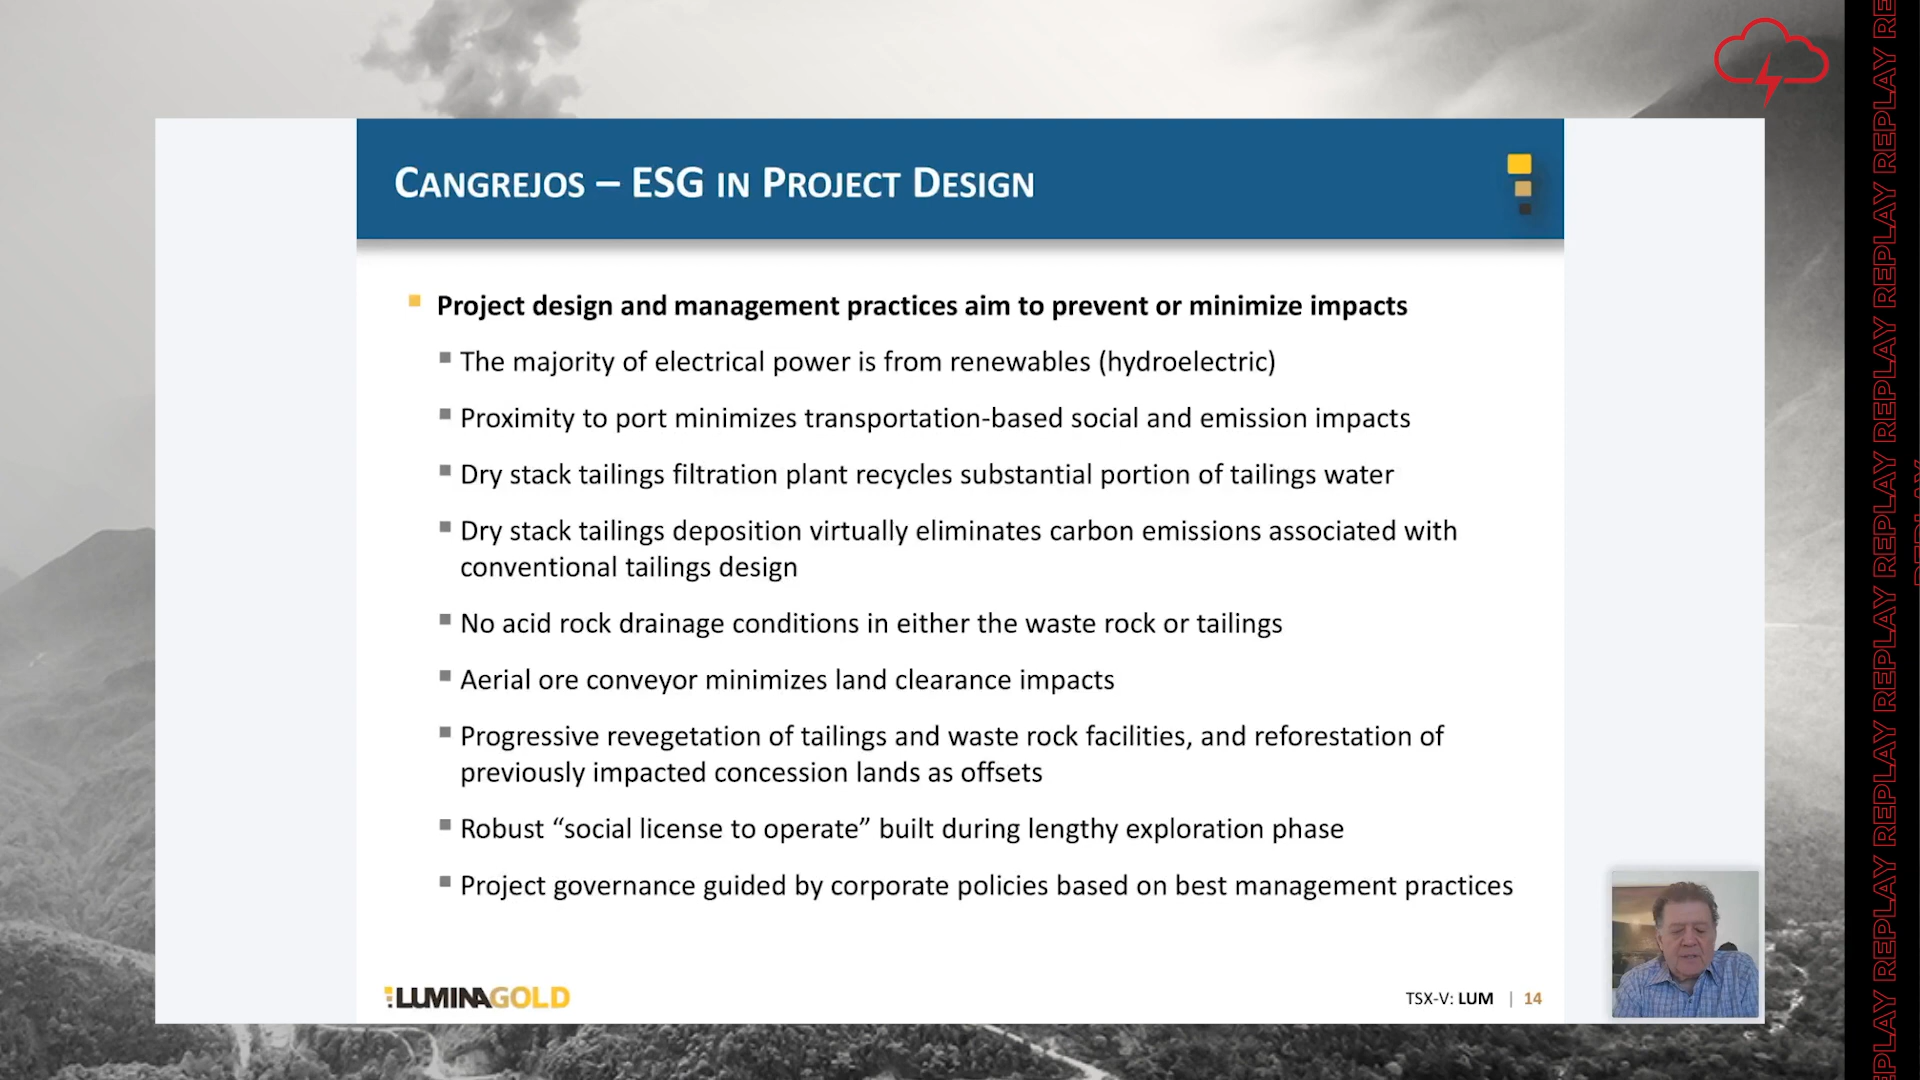 CANGREJOS – ESG IN PROJECT DESIGN
Project design and management practices aim to prevent or minimize impacts
The majority of electrical power is from renewables (hydroelectric)
Proximity to port minimizes transportation-based social and emission impacts
Dry stack tailings filtration plant recycles substantial portion of tailings water
Dry stack tailings deposition virtually eliminates carbon emissions associated with
conventional tailings design
No acid rock drainage conditions in either the waste rock or tailings
Aerial ore conveyor minimizes land clearance impacts
Progressive revegetation of tailings and waste rock facilities, and reforestation of
previously impacted concession lands as offsets
Robust “social license to operate” built during lengthy exploration phase
Project governance guided by corporate policies based on best management practices
LUMINAGOLD
TSX-V: LUM | 14
REPLAY REPLAY REPLAY REPLAY REPLAY REPLAY REPLAY